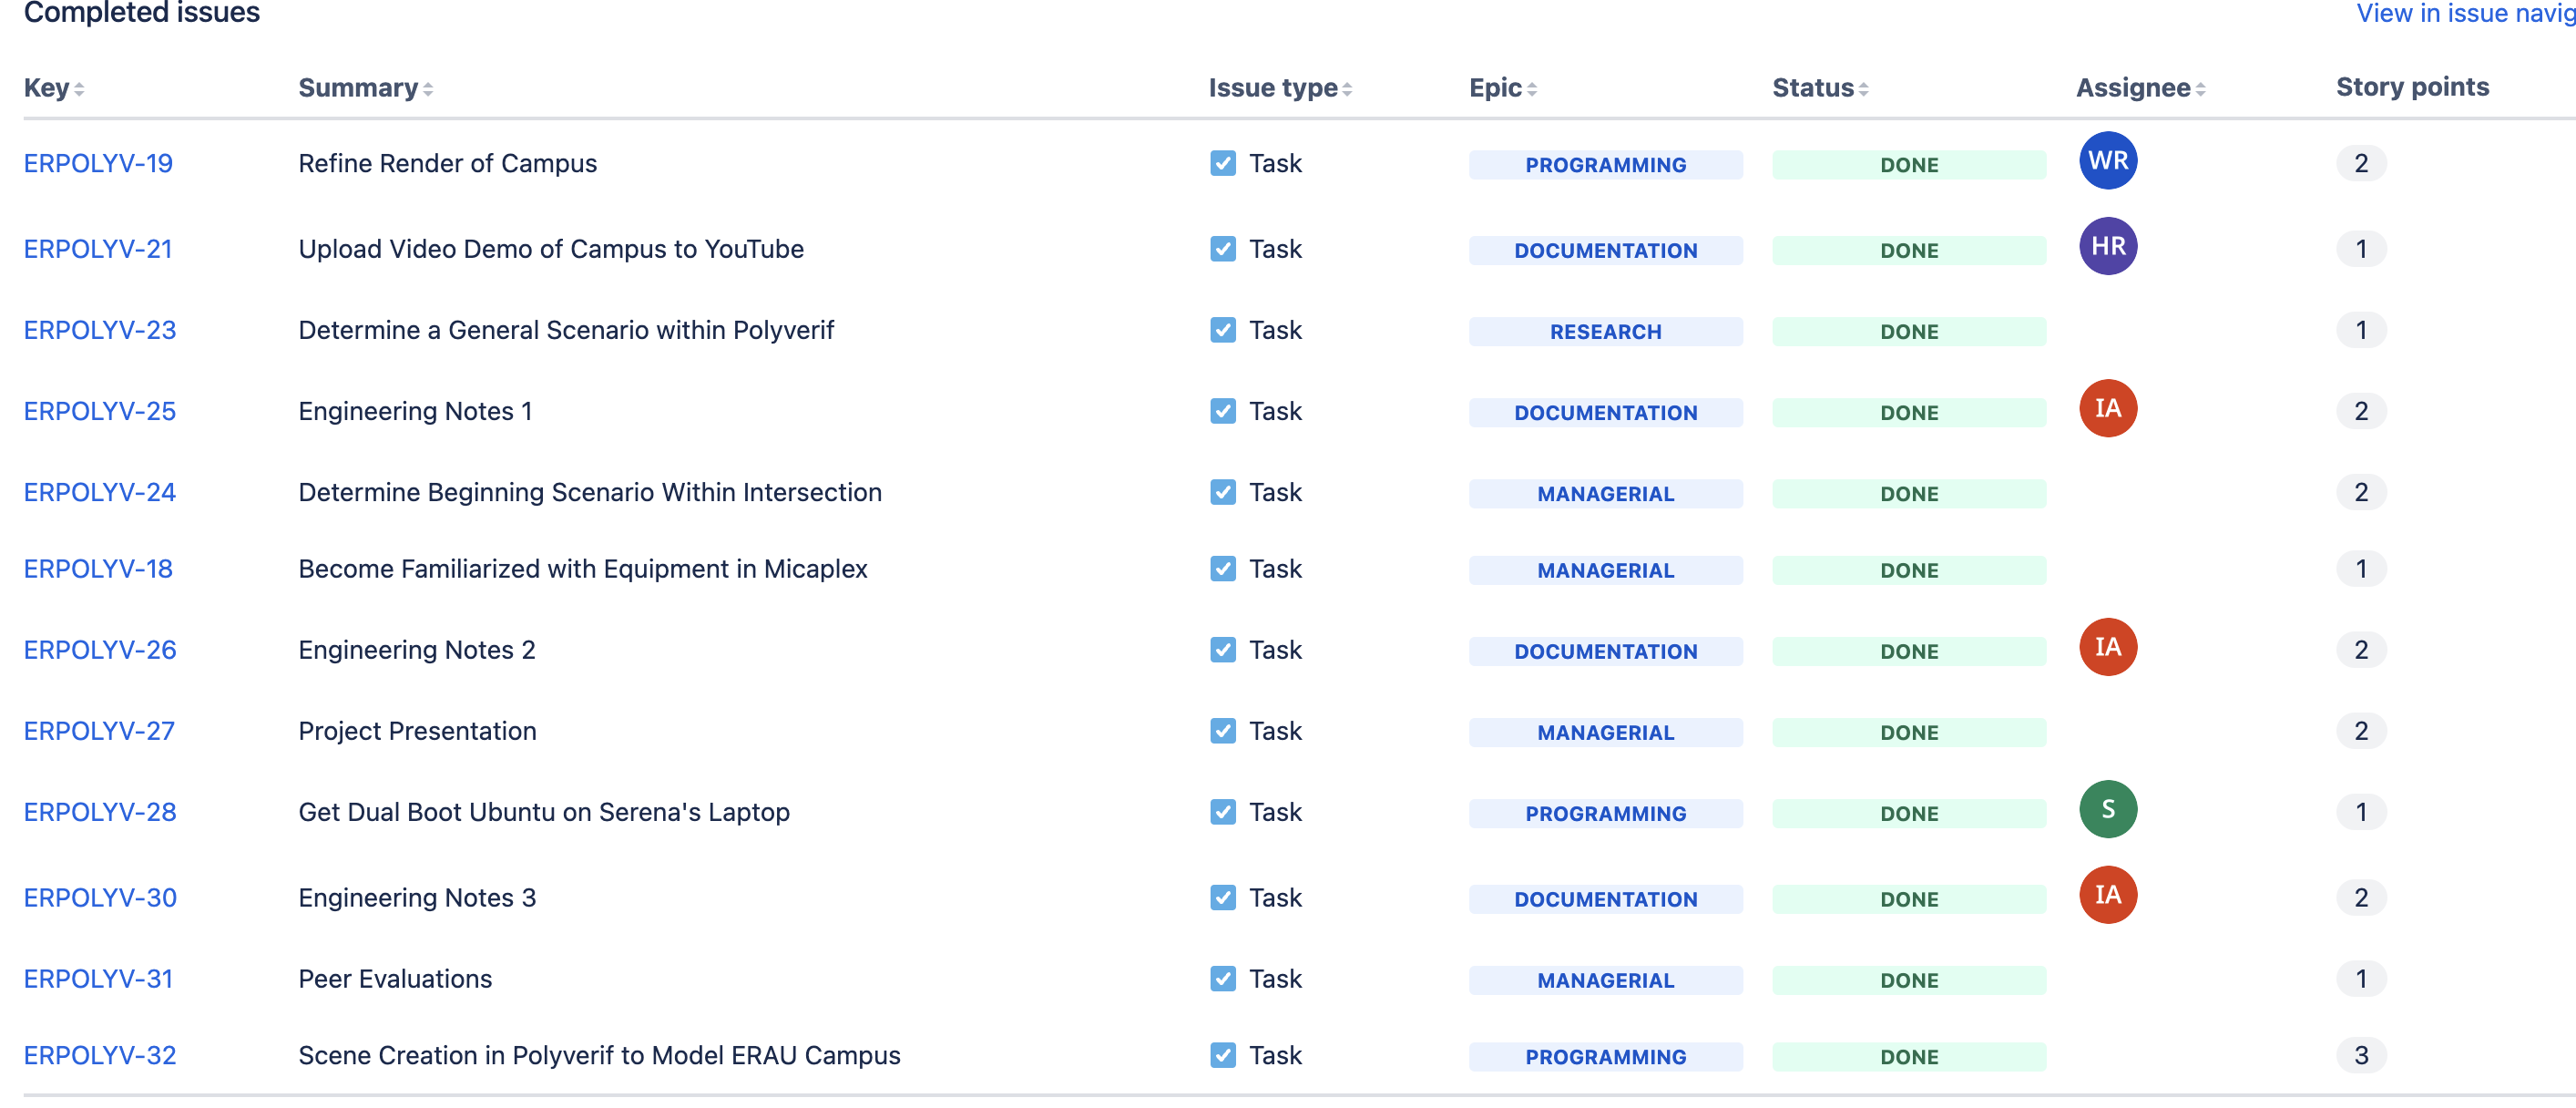 Completed issues View in issue navig
Key Summary Issue type Epic Status Assignee Story points
ERPOLYV-19 Refine Render of Campus Task PROGRAMMING DONE WR 2
ERPOLYV-21 Upload Video Demo of Campus to YouTube Task DOCUMENTATION DONE HR 1
ERPOLYV-23 Determine a General Scenario within Polyverif Task RESEARCH DONE 1
ERPOLYV-25 Engineering Notes 1 Task DOCUMENTATION DONE IA 2
ERPOLYV-24 Determine Beginning Scenario Within Intersection Task MANAGERIAL DONE 2
ERPOLYV-18 Become Familiarized with Equipment in Micaplex Task MANAGERIAL DONE 1
ERPOLYV-26 Engineering Notes 2 Task DOCUMENTATION DONE IA 2
ERPOLYV-27 Project Presentation Task MANAGERIAL DONE 2
ERPOLYV-28 Get Dual Boot Ubuntu on Serena's Laptop Task PROGRAMMING DONE S 1
ERPOLYV-30 Engineering Notes 3 Task DOCUMENTATION DONE IA 2
ERPOLYV-31 Peer Evaluations Task MANAGERIAL DONE 1
ERPOLYV-32 Scene Creation in Polyverif to Model ERAU Campus Task PROGRAMMING DONE 3